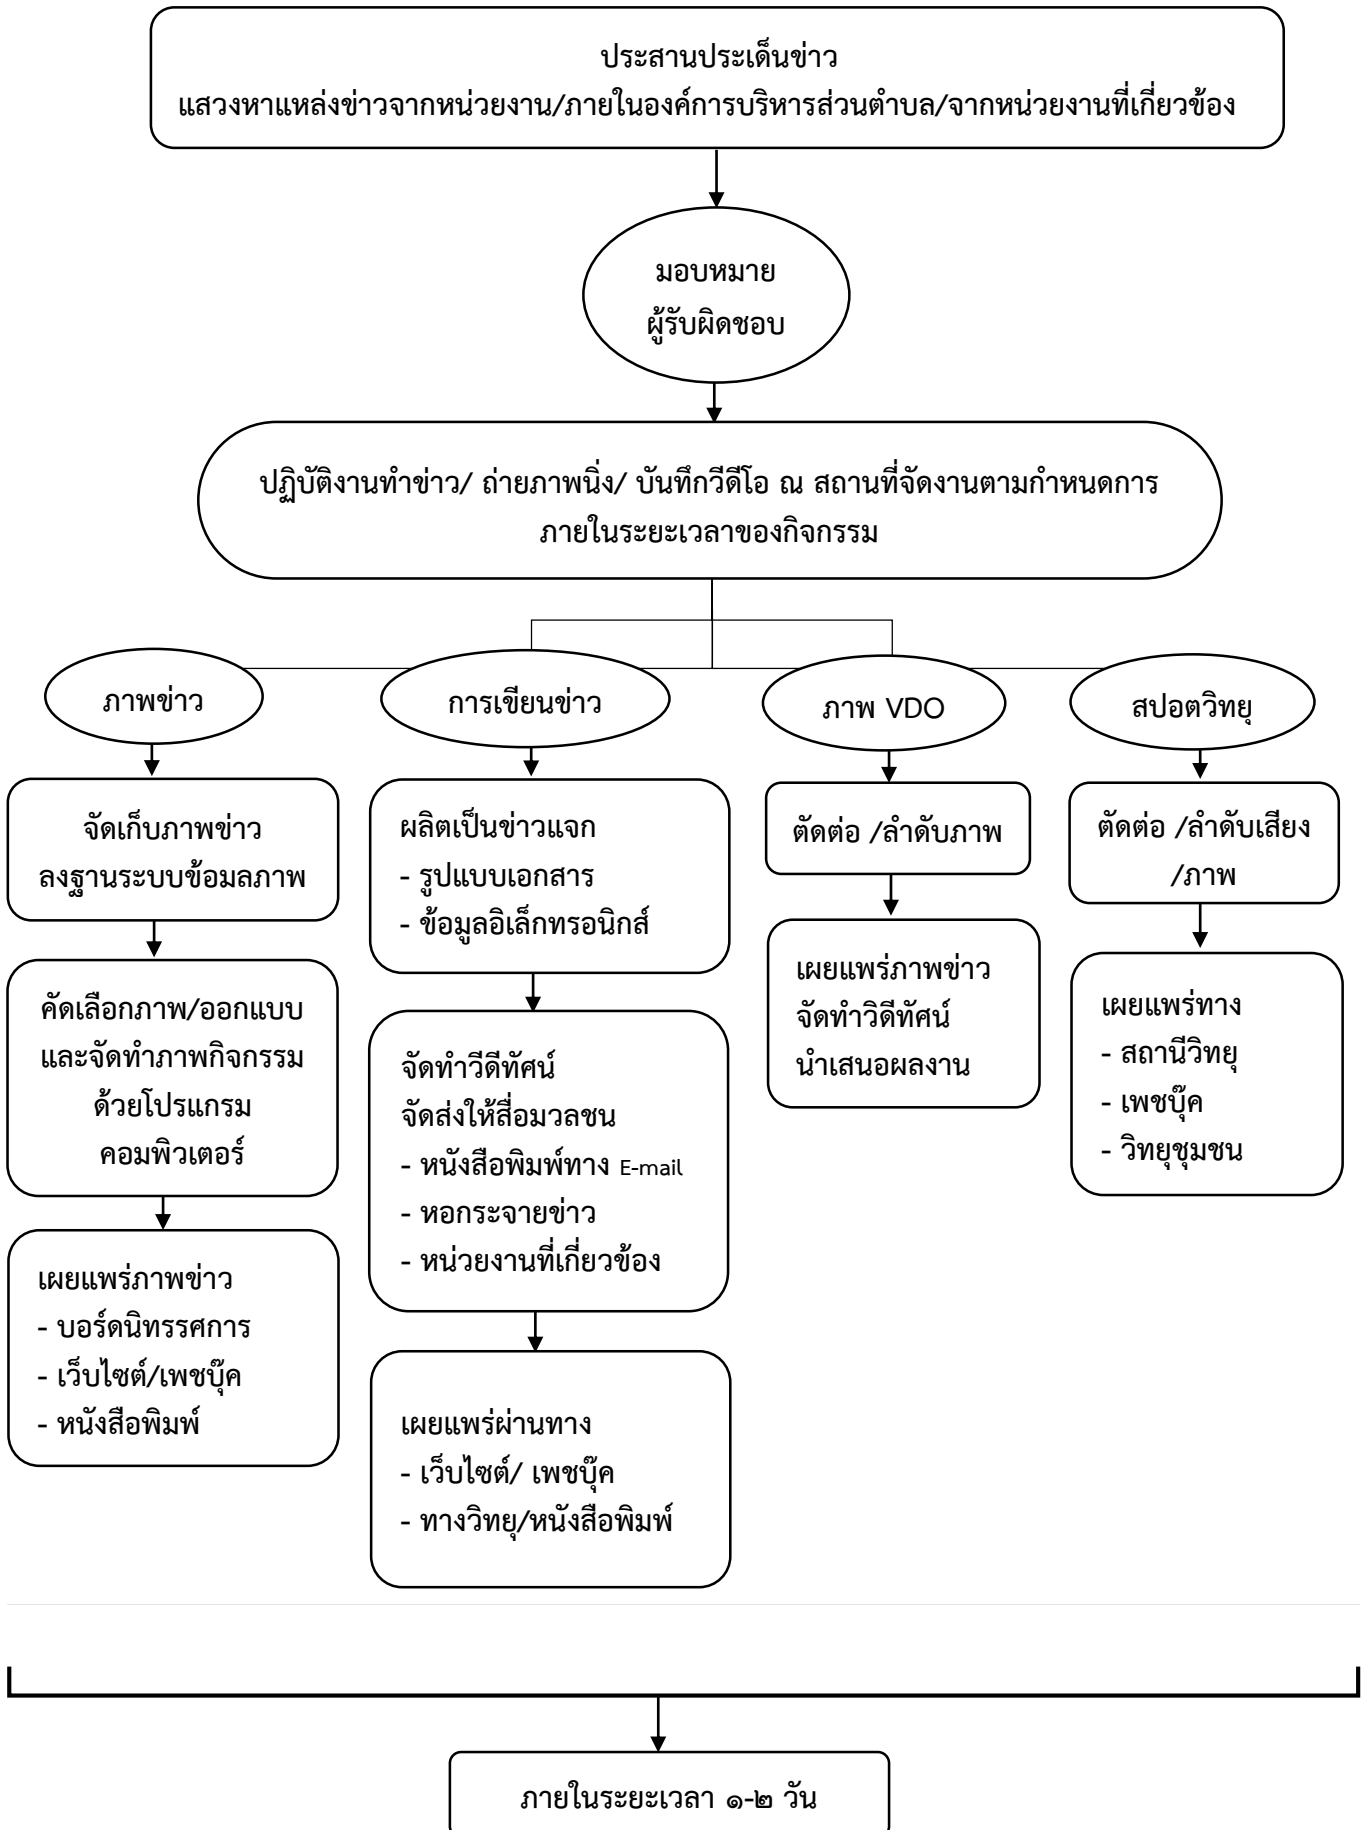 ประสานประเด็นข่าว
แสวงหาแหล่งข่าวจากหน่วยงาน/ภายในองค์การบริหารส่วนตำบล/จากหน่วยงานที่เกี่ยวข้อง
มอบหมาย
ผู้รับผิดชอบ
ปฏิบัติงานทำข่าว/ ถ่ายภาพนิ่ง/ บันทึกวีดีโอ ณ สถานที่จัดงานตามกำหนดการ
ภายในระยะเวลาของกิจกรรม
ภาพข่าว
จัดเก็บภาพข่าว
ลงฐานระบบข้อมลภาพ
คัดเลือกภาพ/ออกแบบ
และจัดทำภาพกิจกรรม
ด้วยโปรแกรม
คอมพิวเตอร์
เผยแพร่ภาพข่าว
- บอร์ดนิทรรศการ
- เว็บไซต์/เพชบุ๊ค
- หนังสือพิมพ์
การเขียนข่าว
ผลิตเป็นข่าวแจก
- รูปแบบเอกสาร
- ข้อมูลอิเล็กทรอนิกส์
จัดทำวีดีทัศน์
จัดส่งให้สื่อมวลชน
- หนังสือพิมพ์ทาง E-mail
- หอกระจายข่าว
- หน่วยงานที่เกี่ยวข้อง
เผยแพร่ผ่านทาง
- เว็บไซต์/ เพชบุ๊ค
- ทางวิทยุ/หนังสือพิมพ์
ภาพ VDO
ตัดต่อ /ลำดับภาพ
เผยแพร่ภาพข่าว
จัดทำวิดีทัศน์
นำเสนอผลงาน
สปอตวิทยุ
ตัดต่อ /ลำดับเสียง
/ภาพ
เผยแพร่ทาง
- สถานีวิทยุ
- เพชบุ๊ค
- วิทยุชุมชน
ภายในระยะเวลา ๑-๒ วัน